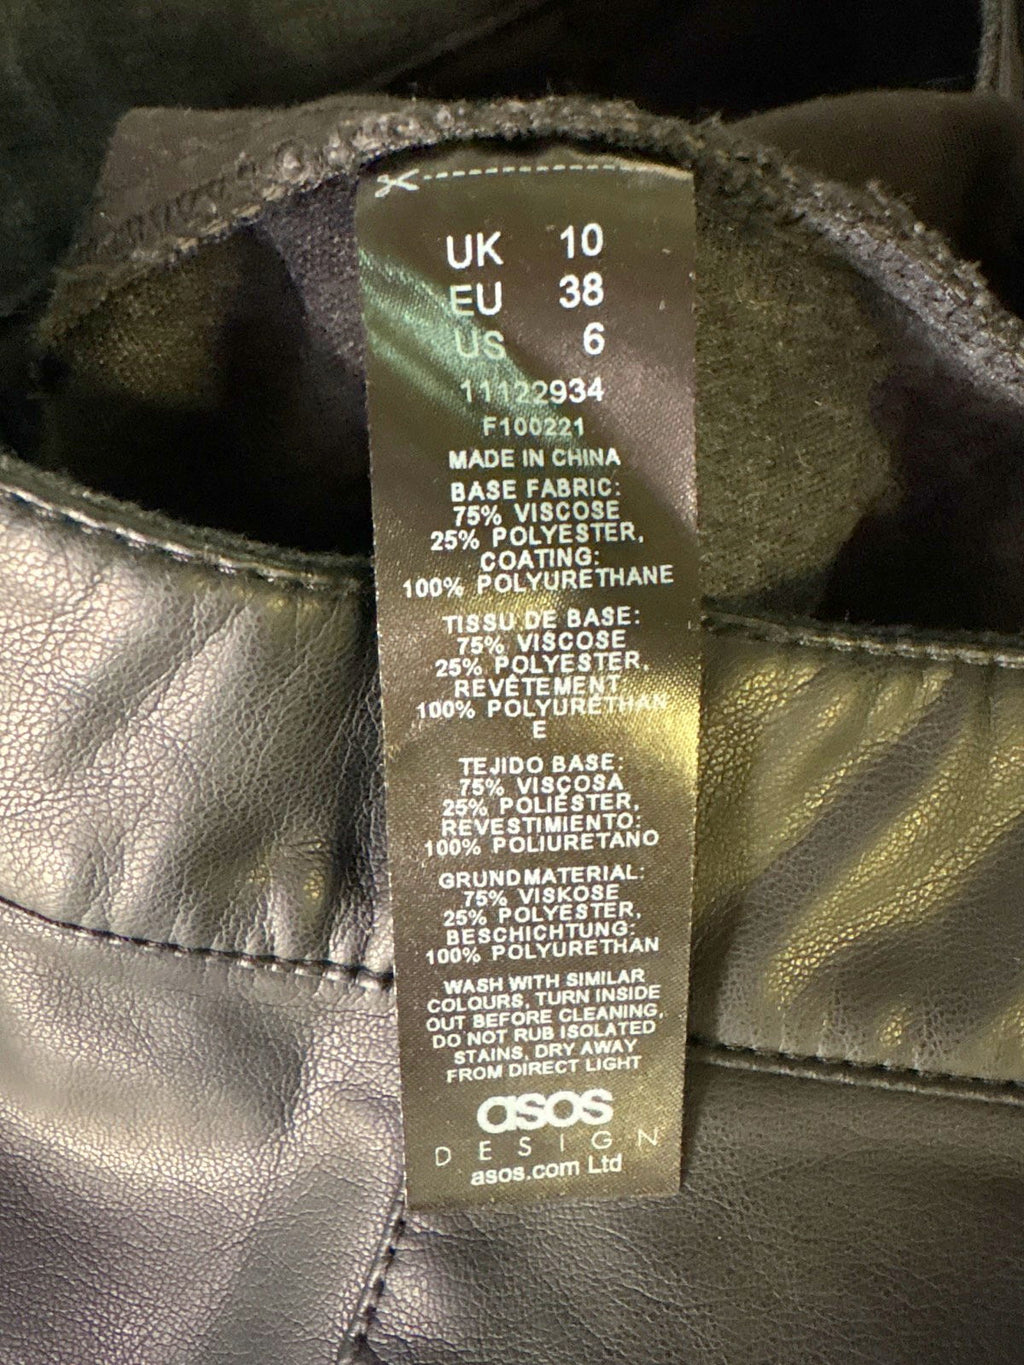 UK 10
EU 38
US 6
11122934
F100221
MADE IN CHINA
BASE FABRIC:
75% VISCOSE
25% POLYESTER,
COATING:
100% POLYURETHANE
TISSU DE BASE:
75% VISCOSE
25% POLYESTER,
REVÊTEMENT
100% POLYURÉTHAN
E
TEJIDO BASE:
75% VISCOSA
25% POLIÉSTER,
REVESTIMIENTO:
100% POLIURETANO
GRUNDMATERIAL:
75% VISKOSE
25% POLYESTER,
BESCHICHTUNG:
100% POLYURETHAN
WASH WITH SIMILAR
COLOURS, TURN INSIDE
OUT BEFORE CLEANING,
DO NOT RUB ISOLATED
STAINS, DRY AWAY
FROM DIRECT LIGHT
asos
DESIGN
asos.com Ltd